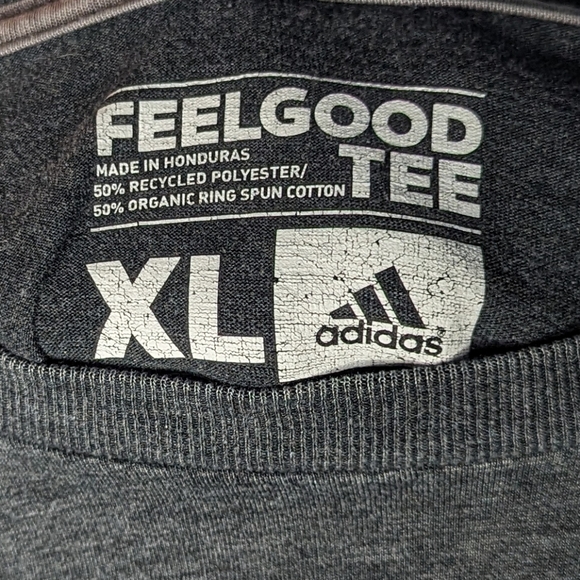 FEELGOOD
TEE
MADE IN HONDURAS
50% RECYCLED POLYESTER/
50% ORGANIC RING SPUN COTTON
XL
adidas